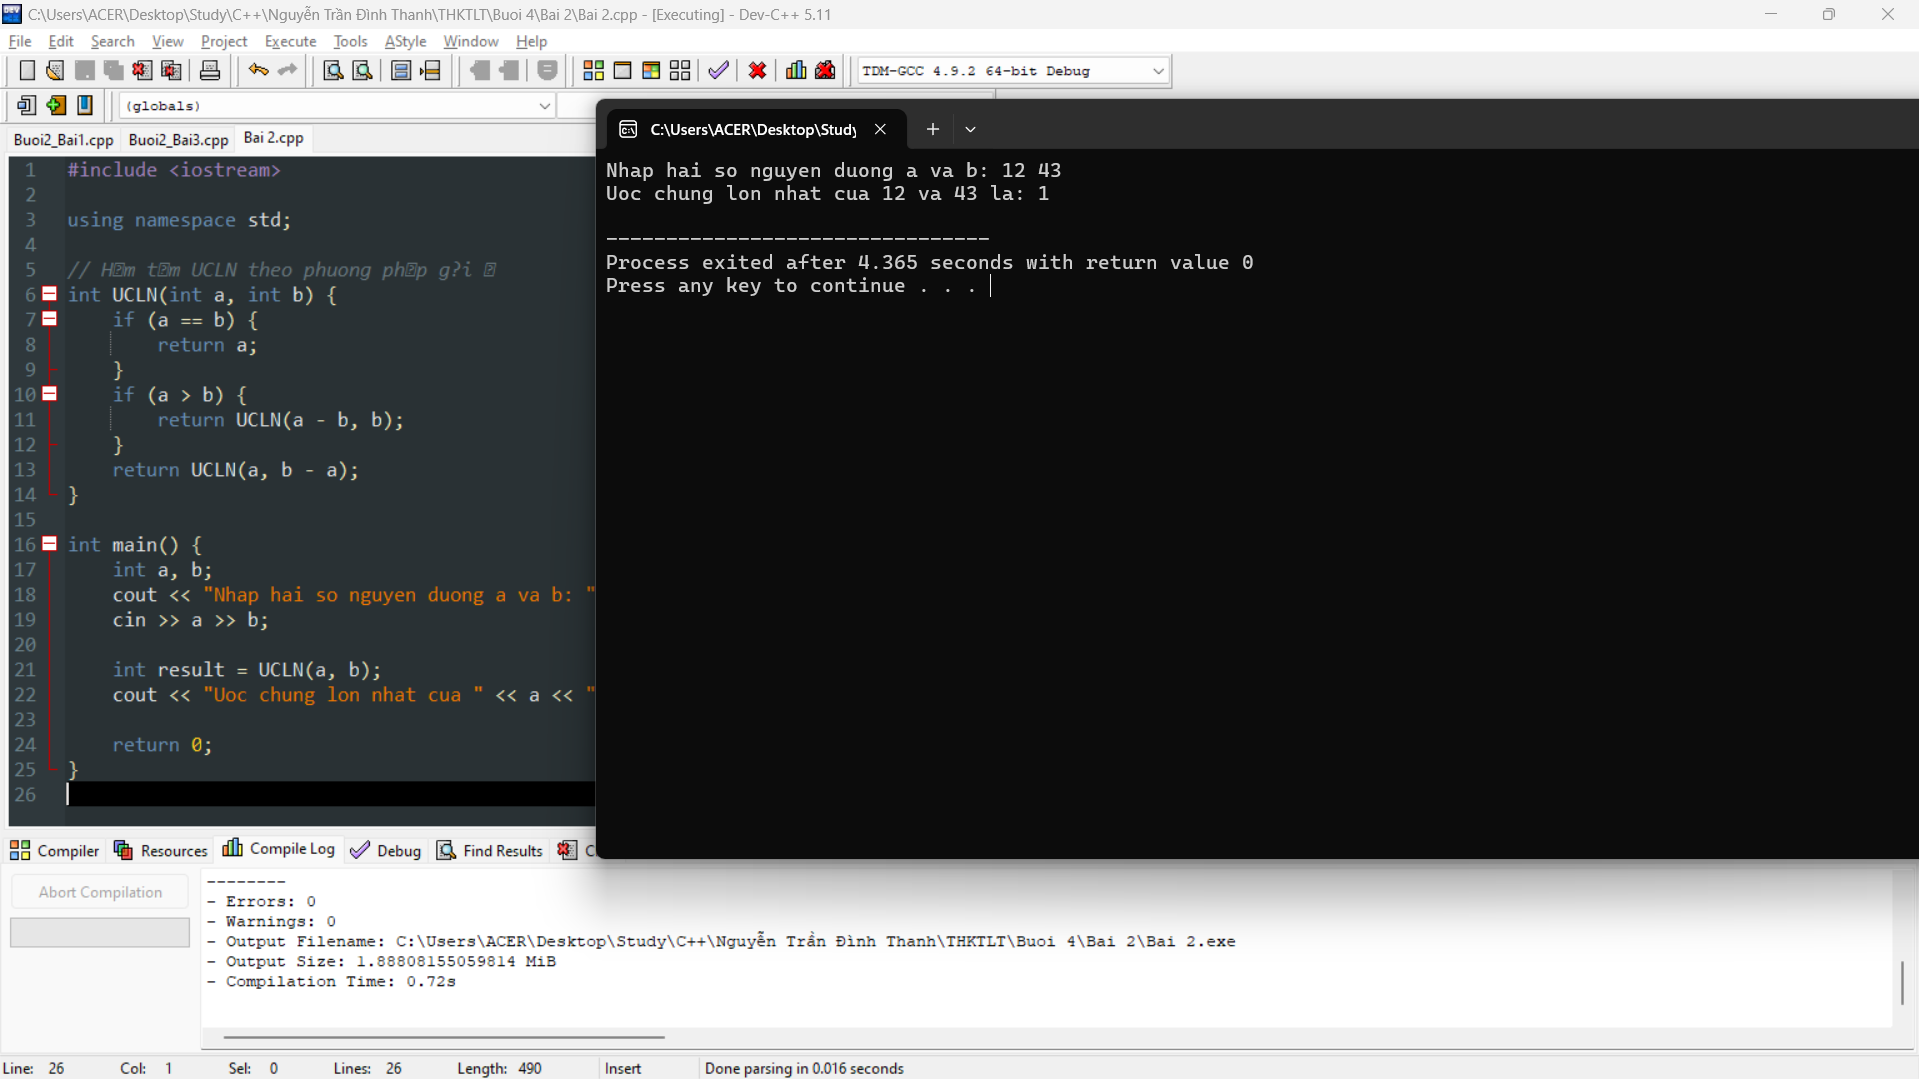 C:\Users\ACER\Desktop\Study\C++\Nguyễn Trần Đình Thanh\THKTLT\Buoi 4\Bai 2\Bai 2.cpp - [Executing] - Dev-C++ 5.11
File Edit Search View Project Execute Tools AStyle Window Help
TDM-GCC 4.9.2 64-bit Debug
(globals)
Buoi2_Bai1.cpp Buoi2_Bai3.cpp Bai 2.cpp
1 #include <iostream>
2
3 using namespace std;
4
5 // H m t m UCLN theo phuong ph p g?i
6 int UCLN(int a, int b) {
7 if (a == b) {
8 return a;
9 }
10 if (a > b) {
11 return UCLN(a - b, b);
12 }
13 return UCLN(a, b - a);
14 }
15
16 int main() {
17 int a, b;
18 cout << "Nhap hai so nguyen duong a va b: "
19 cin >> a >> b;
20
21 int result = UCLN(a, b);
22 cout << "Uoc chung lon nhat cua " << a << "
23
24 return 0;
25 }
26
C:\Users\ACER\Desktop\Study
Nhap hai so nguyen duong a va b: 12 43
Uoc chung lon nhat cua 12 va 43 la: 1
--------------------------------
Process exited after 4.365 seconds with return value 0
Press any key to continue . . .
Compiler Resources Compile Log Debug Find Results
Abort Compilation
--------
- Errors: 0
- Warnings: 0
- Output Filename: C:\Users\ACER\Desktop\Study\C++\Nguyễn Trần Đình Thanh\THKTLT\Buoi 4\Bai 2\Bai 2.exe
- Output Size: 1.88808155059814 MiB
- Compilation Time: 0.72s
Line: 26 Col: 1 Sel: 0 Lines: 26 Length: 490 Insert Done parsing in 0.016 seconds